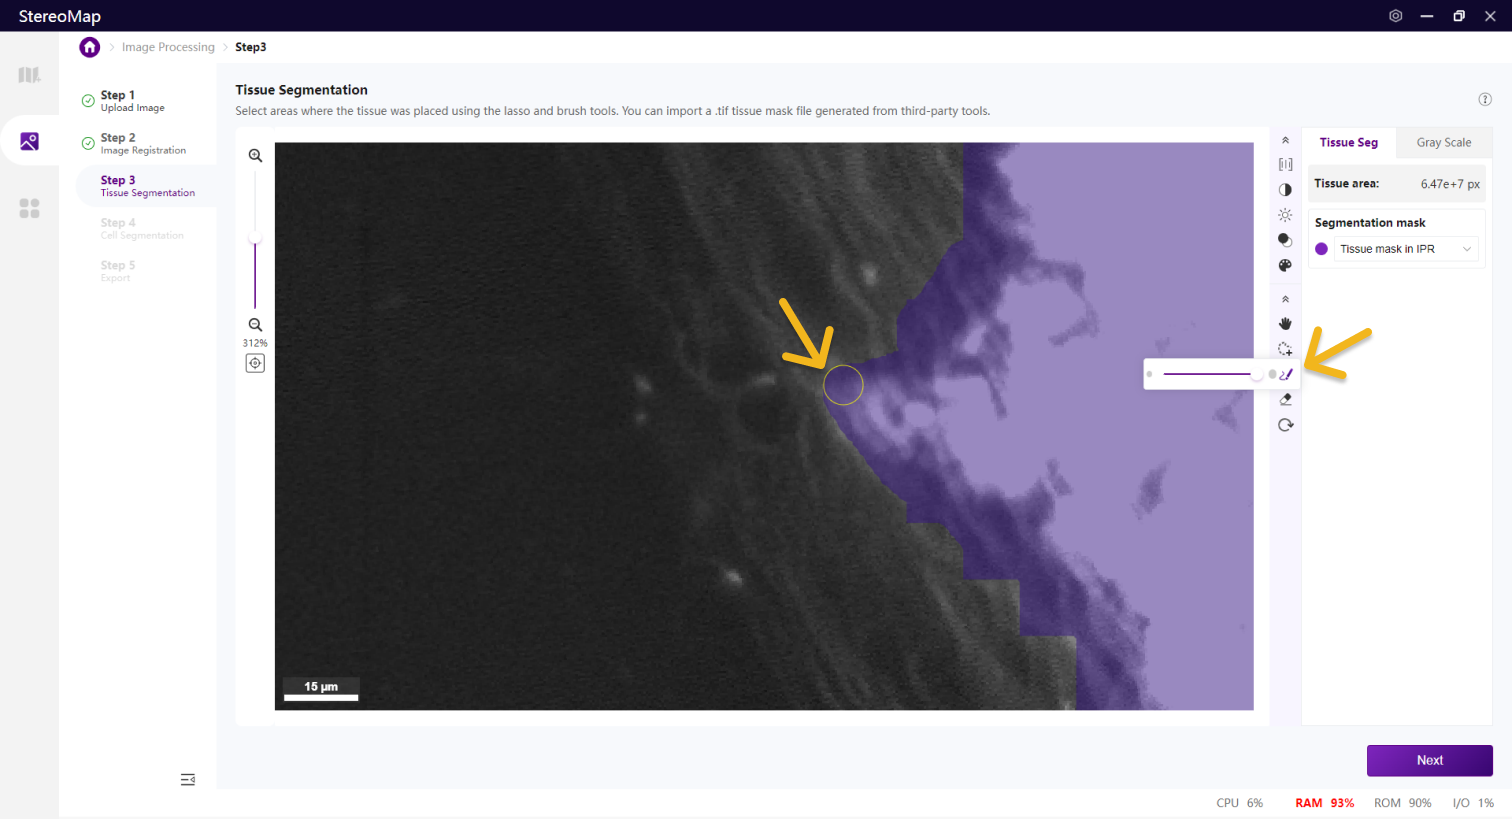 StereoMap
Image Processing
Step3
Step 1
Upload Image
Step 2
Image Registration
Step 3
Tissue Segmentation
Step 4
Cell Segmentation
Step 5
Export
Tissue Segmentation
Select areas where the tissue was placed using the lasso and brush tools. You can import a .tif tissue mask file generated from third-party tools.
312%
15 μm
Tissue Seg
Gray Scale
Tissue area: 6.47e+7 px
Segmentation mask
Tissue mask in IPR
Next
CPU 6% RAM 93% ROM 90% I/O 1%